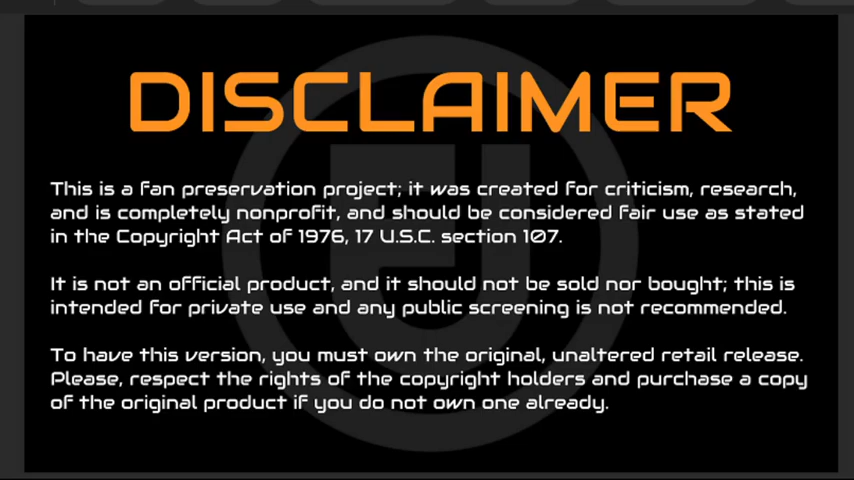 DISCLAIMER
This is a fan preservation project; it was created for criticism, research,
and is completely nonprofit, and should be considered fair use as stated
in the Copyright Act of 1976, 17 U.S.C. section 107.
It is not an official product, and it should not be sold nor bought; this is
intended for private use and any public screening is not recommended.
To have this version, you must own the original, unaltered retail release.
Please, respect the rights of the copyright holders and purchase a copy
of the original product if you do not own one already.